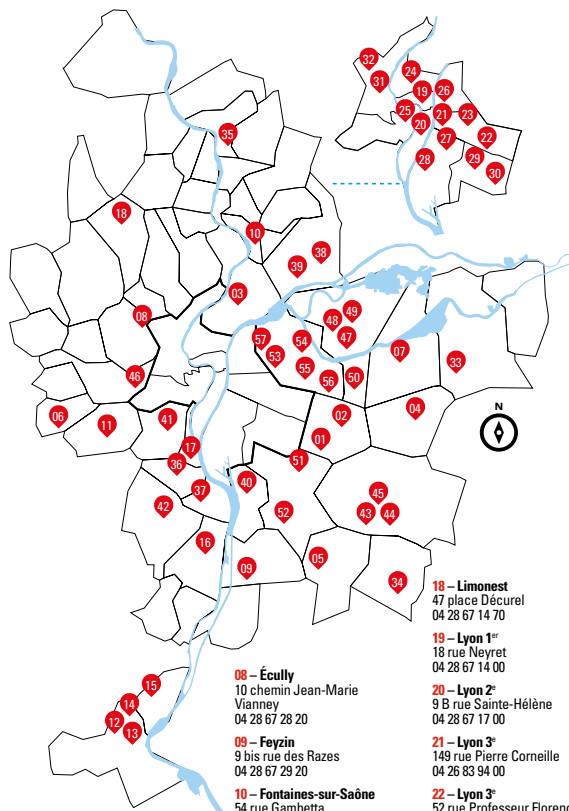 32
24
31
19
26
25
21
23
20
27
22
28
29
30
35
18
10
38
39
03
08
48
49
47
57
54
53
07
33
46
55
56
50
06
11
41
02
04
01
17
36
51
37
40
45
42
52
43
44
16
09
05
34
N
15
14
12
13
08 – Écully
10 chemin Jean-Marie
Vianney
04 28 67 28 20
09 – Feyzin
9 bis rue des Razes
04 28 67 29 20
10 – Fontaines-sur-Saône
54 rue Gambetta
18 – Limonest
47 place Décurel
04 28 67 14 70
19 – Lyon 1er
18 rue Neyret
04 28 67 14 00
20 – Lyon 2e
9 B rue Sainte-Hélène
04 28 67 17 00
21 – Lyon 3e
149 rue Pierre Corneille
04 26 83 94 00
22 – Lyon 3e
52 rue Professeur Florenc